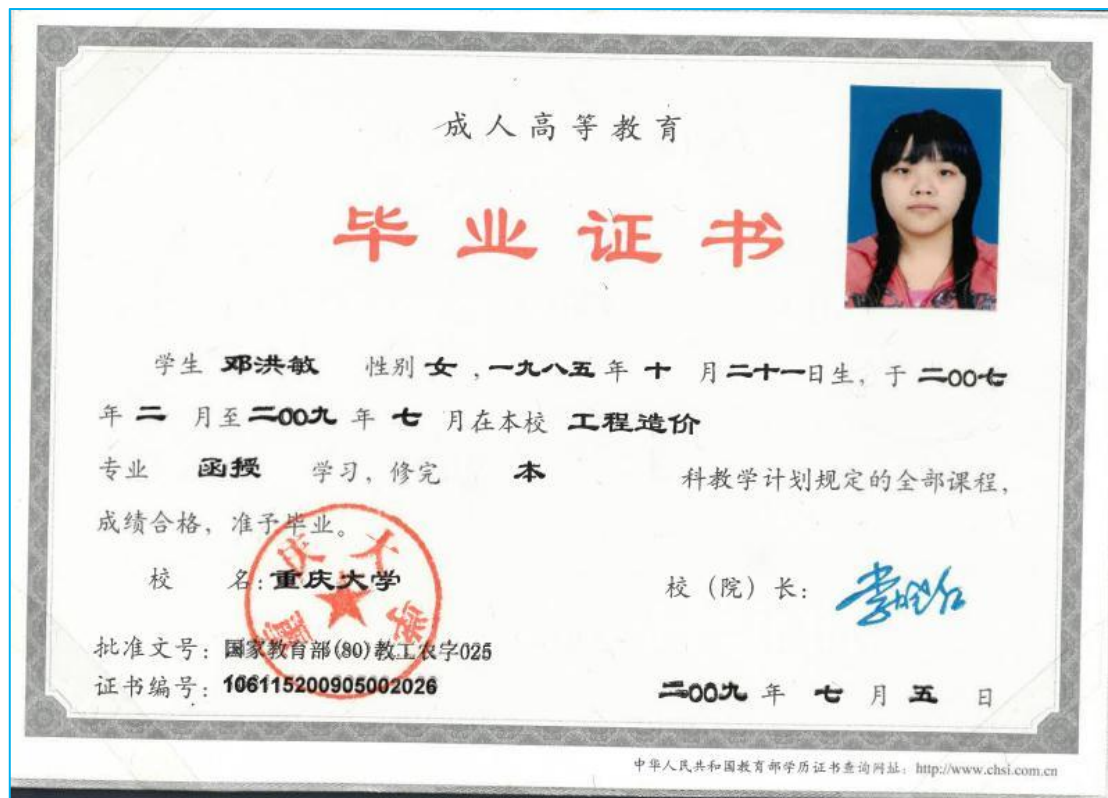 成人高等教育
毕业证书
学生 邓洪敏 性别 女 ,一九八五 年 十 月 二十一日生, 于 二00七
年 二 月至 二00九 年 七 月在本校 工程造价
专业 函授 学习, 修完 本 科教学计划规定的全部课程,
成绩合格, 准予毕业。
校 名: 重庆大学
校 (院) 长:
重庆大学
批准文号: 国家教育部(80)教工农字025
证书编号: 106115200905002026
二00九 年 七 月 五 日
中华人民共和国教育部学历证书查询网址: http://www.chsi.com.cn